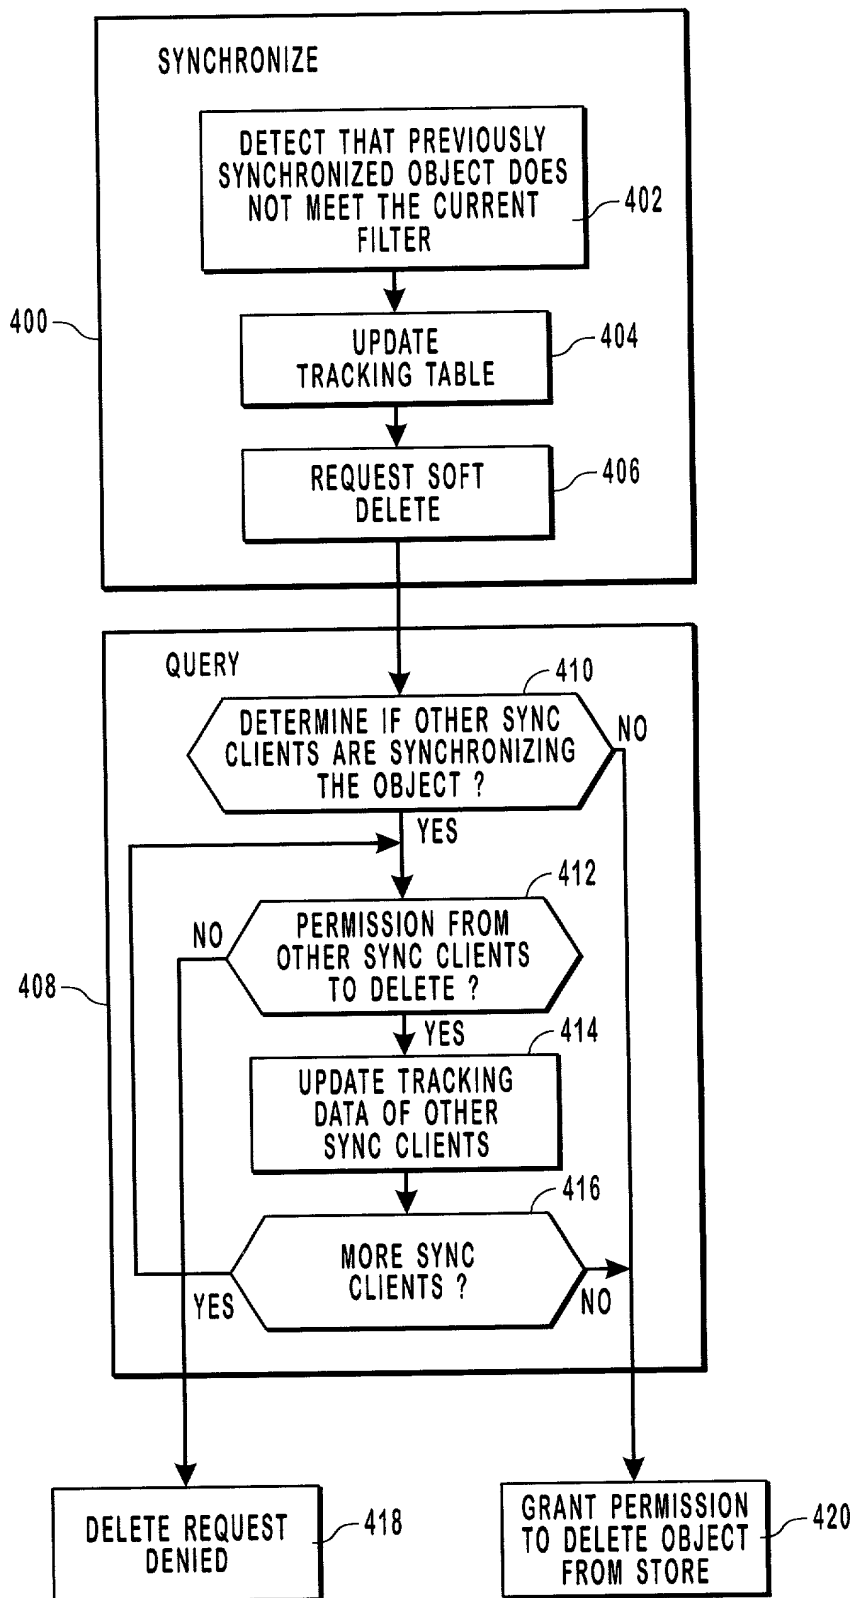 SYNCHRONIZE
DETECT THAT PREVIOUSLY
SYNCHRONIZED OBJECT DOES
NOT MEET THE CURRENT
FILTER
402
400
UPDATE
TRACKING TABLE
404
REQUEST SOFT
DELETE
406
QUERY
410
DETERMINE IF OTHER SYNC
CLIENTS ARE SYNCHRONIZING
THE OBJECT ?
NO
YES
412
NO
PERMISSION FROM
OTHER SYNC CLIENTS
TO DELETE ?
408
YES
414
UPDATE TRACKING
DATA OF OTHER
SYNC CLIENTS
416
MORE SYNC
CLIENTS ?
YES
NO
DELETE REQUEST
DENIED
418
GRANT PERMISSION
TO DELETE OBJECT
FROM STORE
420